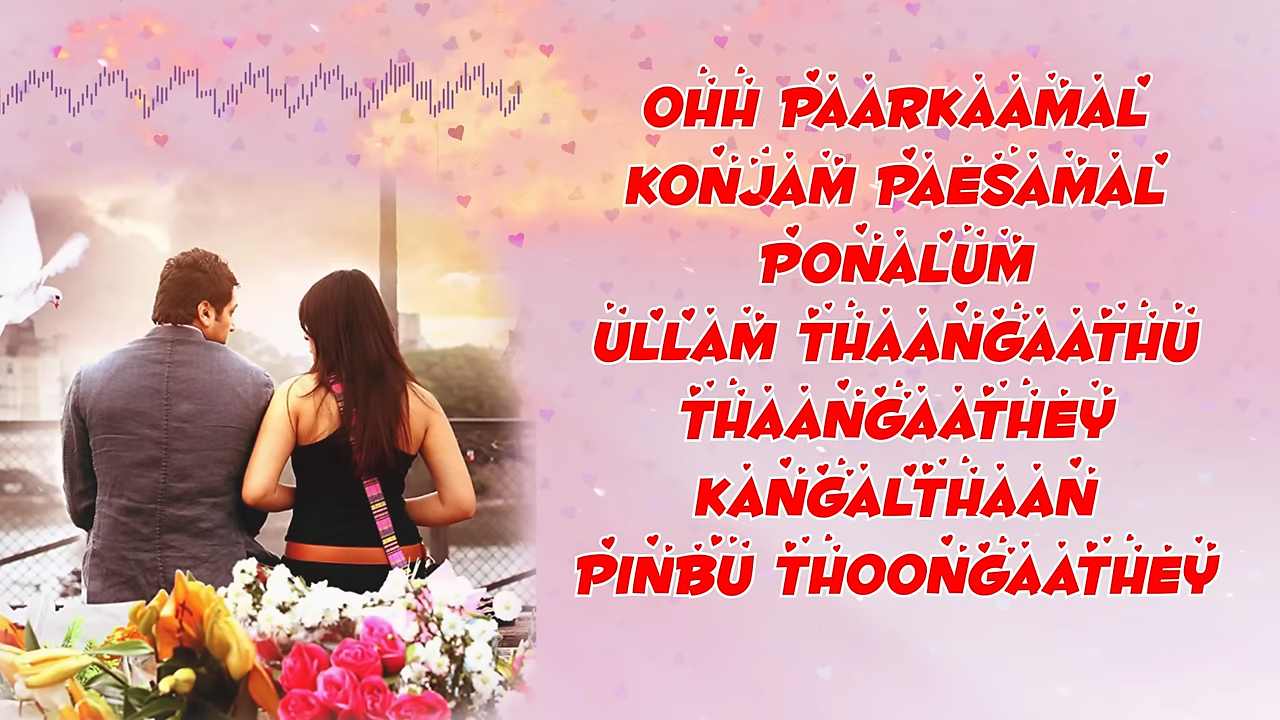 OHH PAARKAAMAL
KONJAM PAESAMAL
PONALUM
ULLAM THAANGAATHU
THAANGAATHEY
KANGALTHAAN
PINBU THOONGAATHEY